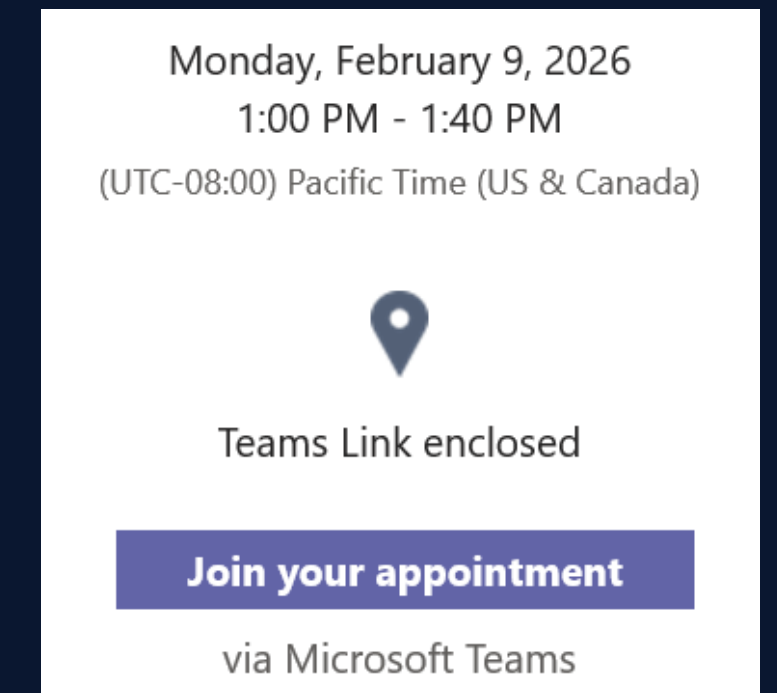 Monday, February 9, 2026
1:00 PM - 1:40 PM
(UTC-08:00) Pacific Time (US & Canada)
Teams Link enclosed
Join your appointment
via Microsoft Teams